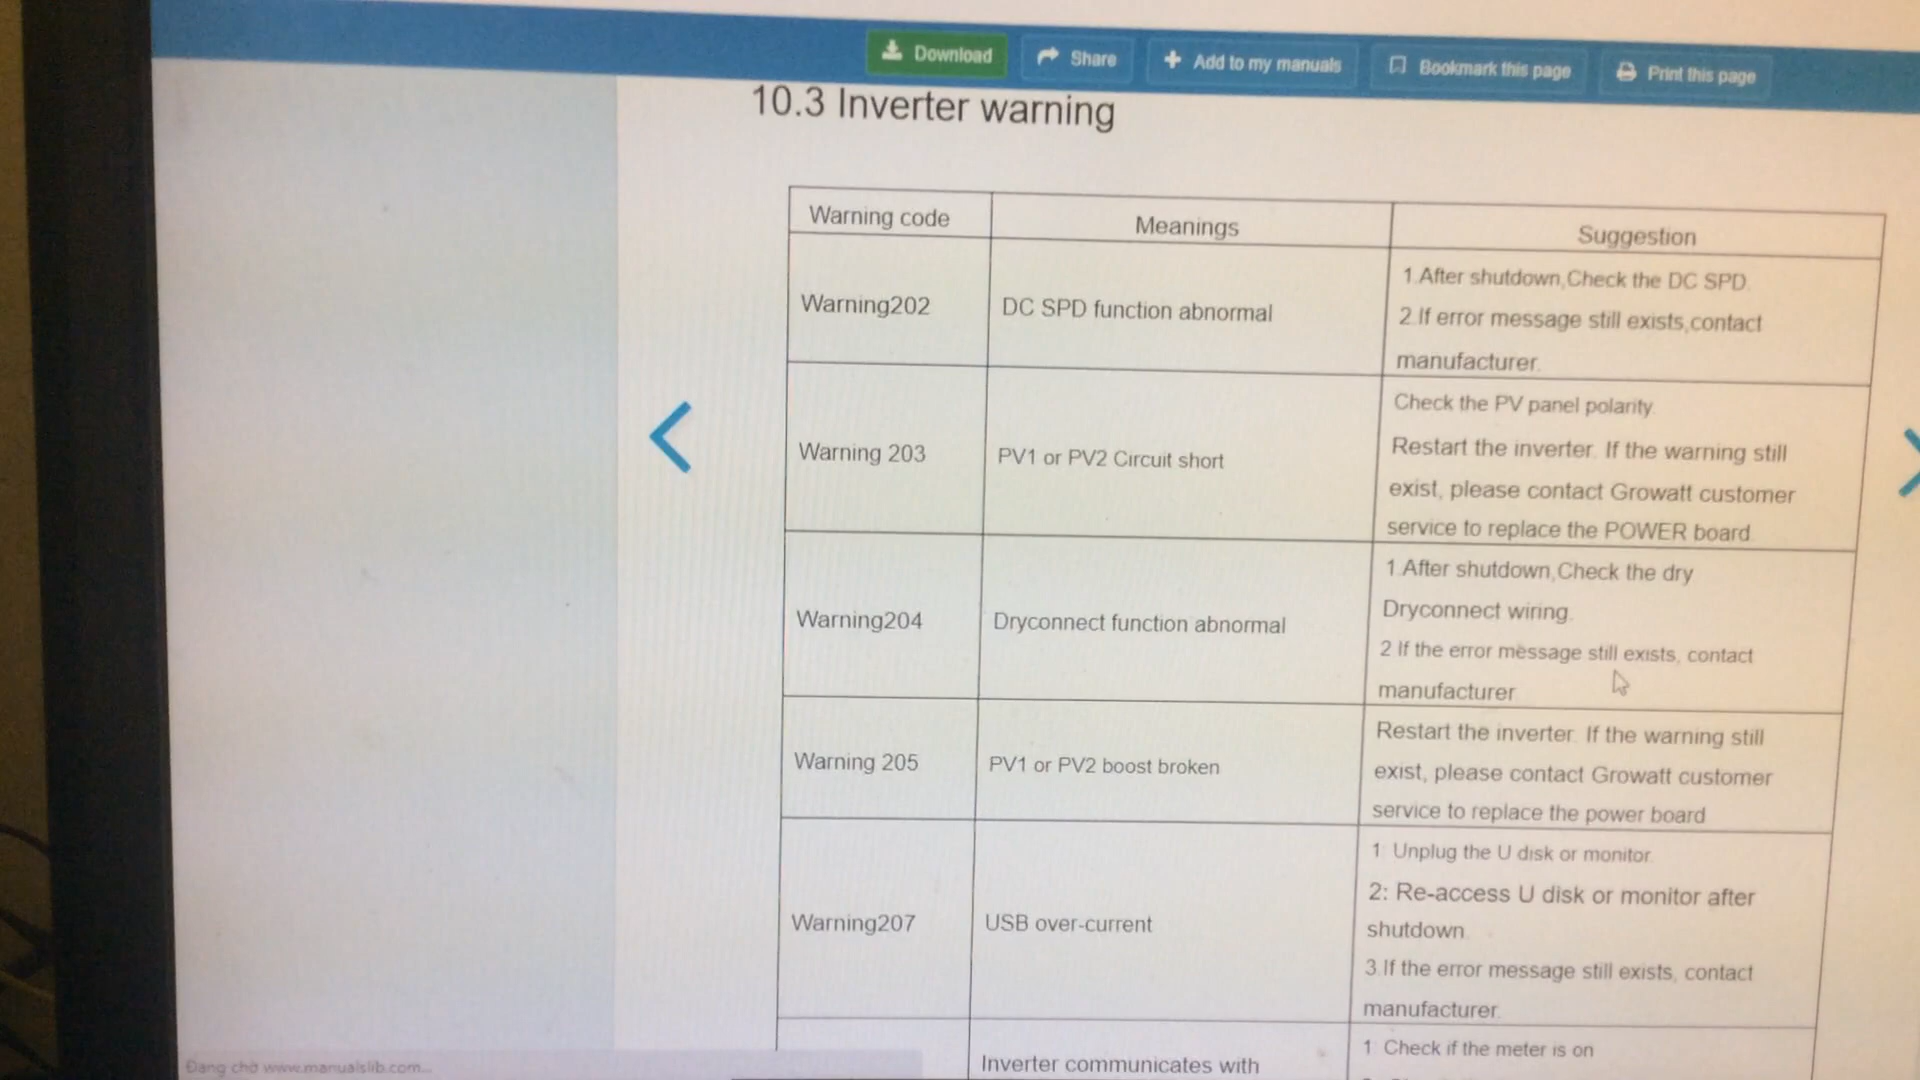 Download
Share
Add to my manuals
Bookmark this page
Print this page
10.3 Inverter warning
Warning code
Meanings
Suggestion
Warning202
DC SPD function abnormal
1.After shutdown,Check the DC SPD.
2.If error message still exists,contact
manufacturer.
Warning 203
PV1 or PV2 Circuit short
Check the PV panel polarity.
Restart the inverter. If the warning still
exist, please contact Growatt customer
service to replace the POWER board.
Warning204
Dryconnect function abnormal
1.After shutdown,Check the dry
Dryconnect wiring.
2 If the error message still exists, contact
manufacturer
Warning 205
PV1 or PV2 boost broken
Restart the inverter. If the warning still
exist, please contact Growatt customer
service to replace the power board
Warning207
USB over-current
1 Unplug the U disk or monitor.
2: Re-access U disk or monitor after
shutdown.
3.If the error message still exists, contact
manufacturer.
Inverter communicates with
1 Check if the meter is on
Đang chờ www.manualslib.com...